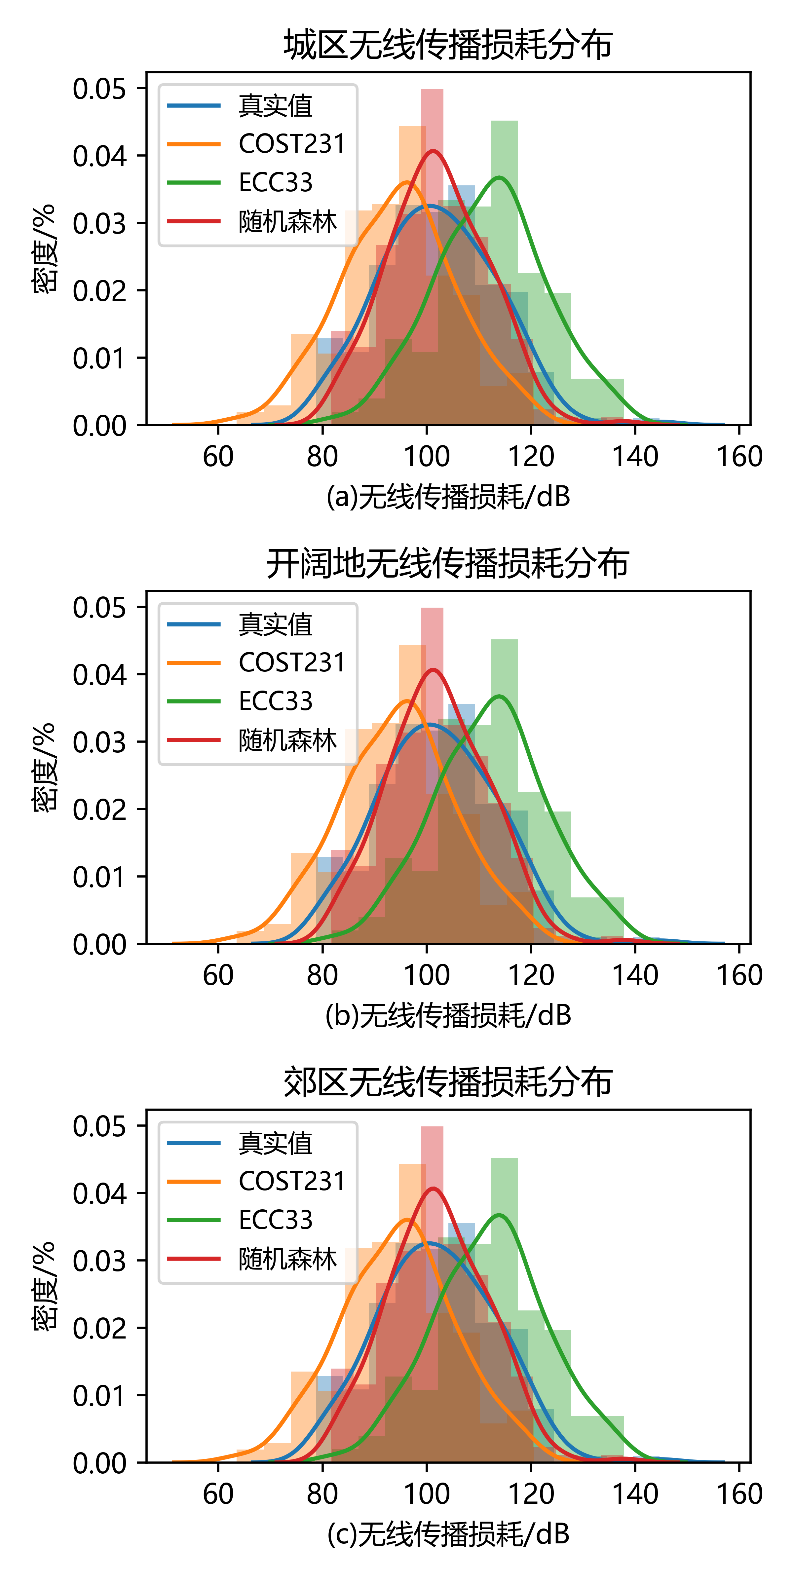 城区无线传播损耗分布
真实值
COST231
ECC33
随机森林
密度/%
0.05
0.04
0.03
0.02
0.01
0.00
60 80 100 120 140 160
(a)无线传播损耗/dB
开阔地无线传播损耗分布
真实值
COST231
ECC33
随机森林
密度/%
0.05
0.04
0.03
0.02
0.01
0.00
60 80 100 120 140 160
(b)无线传播损耗/dB
郊区无线传播损耗分布
真实值
COST231
ECC33
随机森林
密度/%
0.05
0.04
0.03
0.02
0.01
0.00
60 80 100 120 140 160
(c)无线传播损耗/dB